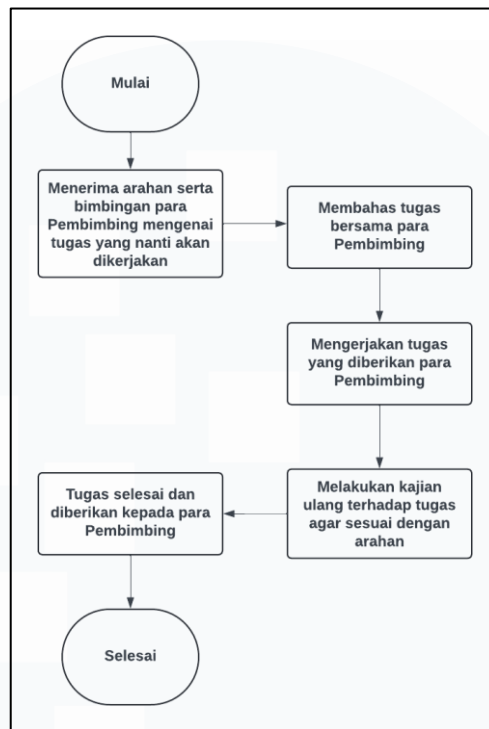 Mulai
Menerima arahan serta
bimbingan para
Pembimbing mengenai
tugas yang nanti akan
dikerjakan
Membahas tugas
bersama para
Pembimbing
Mengerjakan tugas
yang diberikan para
Pembimbing
Melakukan kajian
ulang terhadap tugas
agar sesuai dengan
arahan
Tugas selesai dan
diberikan kepada para
Pembimbing
Selesai